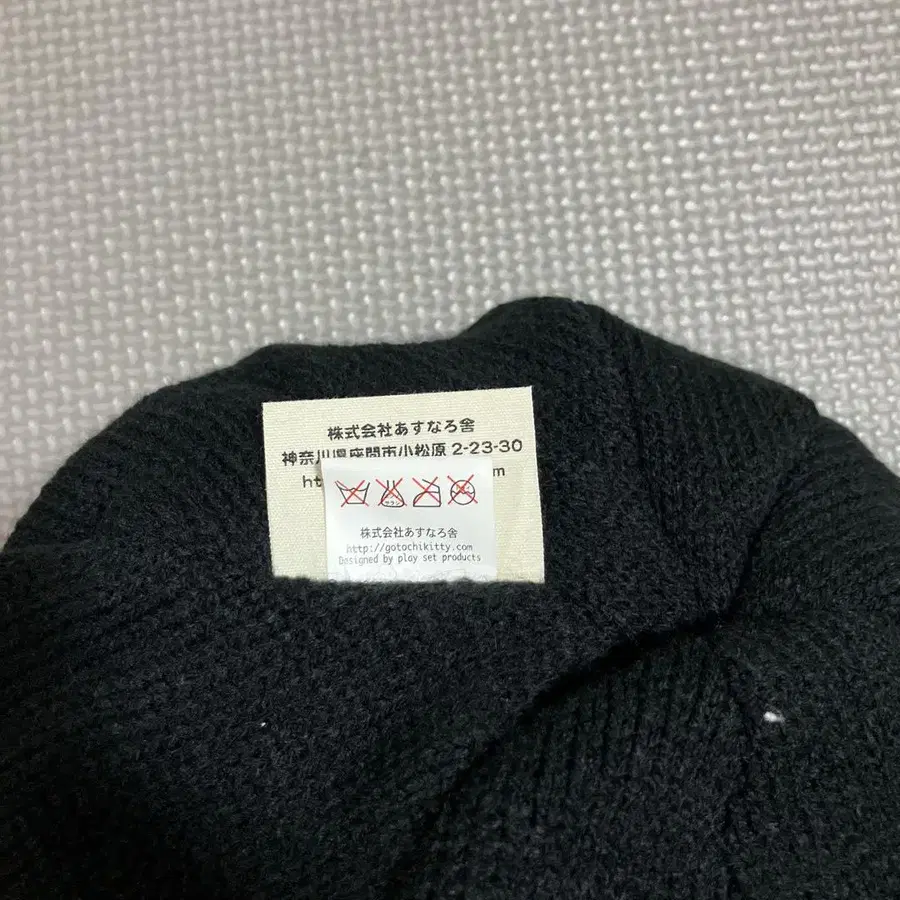 株式会社あすなろ舎
神奈川県座間市小松原 2-23-30
ht
m
株式会社あすなろ舎
http://gotochikitty.com
Designed by play set products